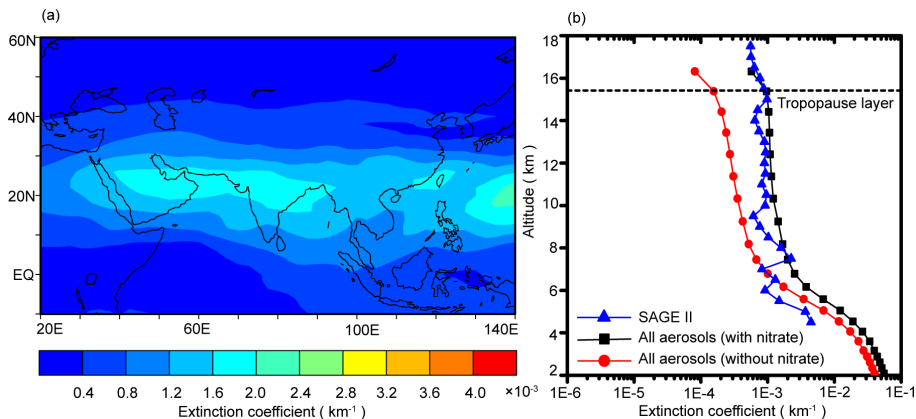 (a)
60N
40N
20N
EQ
20E 60E 100E 140E
0.4 0.8 1.2 1.6 2.0 2.4 2.8 3.2 3.6 4.0 ×10⁻³
Extinction coefficient ( km⁻¹ )
(b)
18
16
14
12
10
8
6
4
2
Altitude ( km )
Tropopause layer
SAGE II
All aerosols (with nitrate)
All aerosols (without nitrate)
1E-6 1E-5 1E-4 1E-3 1E-2 1E-1
Extinction coefficient ( km⁻¹ )